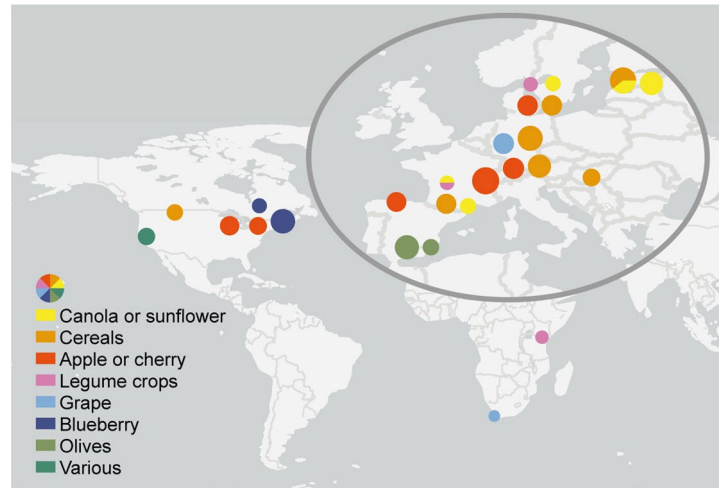 Canola or sunflower
Cereals
Apple or cherry
Legume crops
Grape
Blueberry
Olives
Various